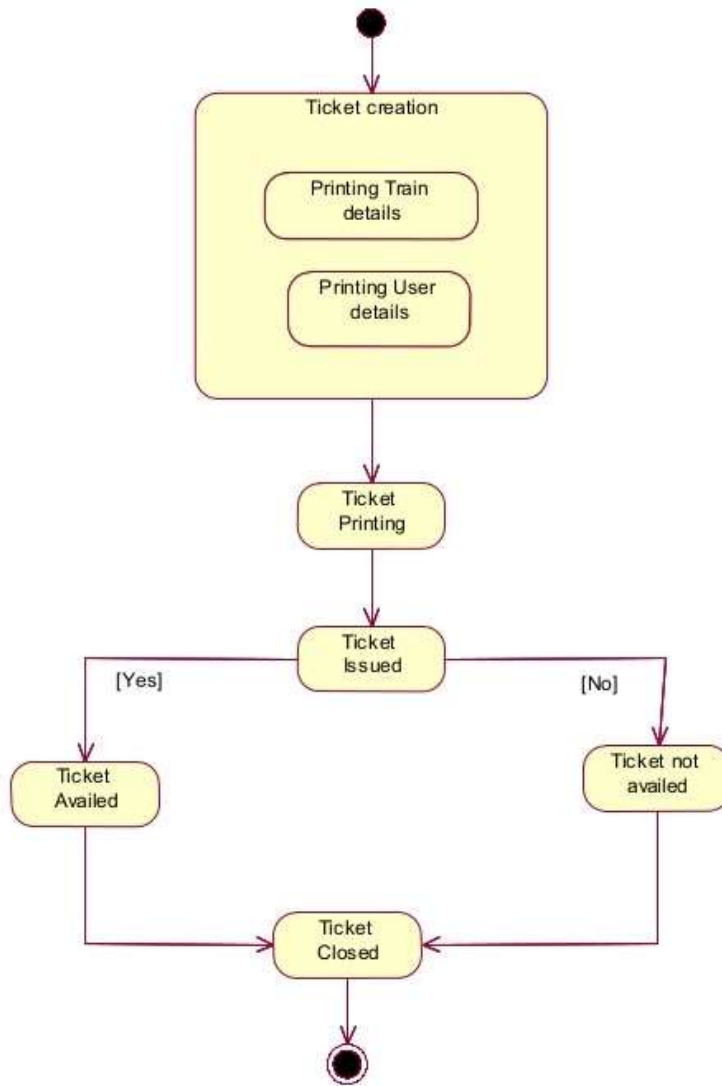 Ticket creation
Printing Train
details
Printing User
details
Ticket
Printing
Ticket
Issued
[Yes]
[No]
Ticket
Availed
Ticket not
availed
Ticket
Closed